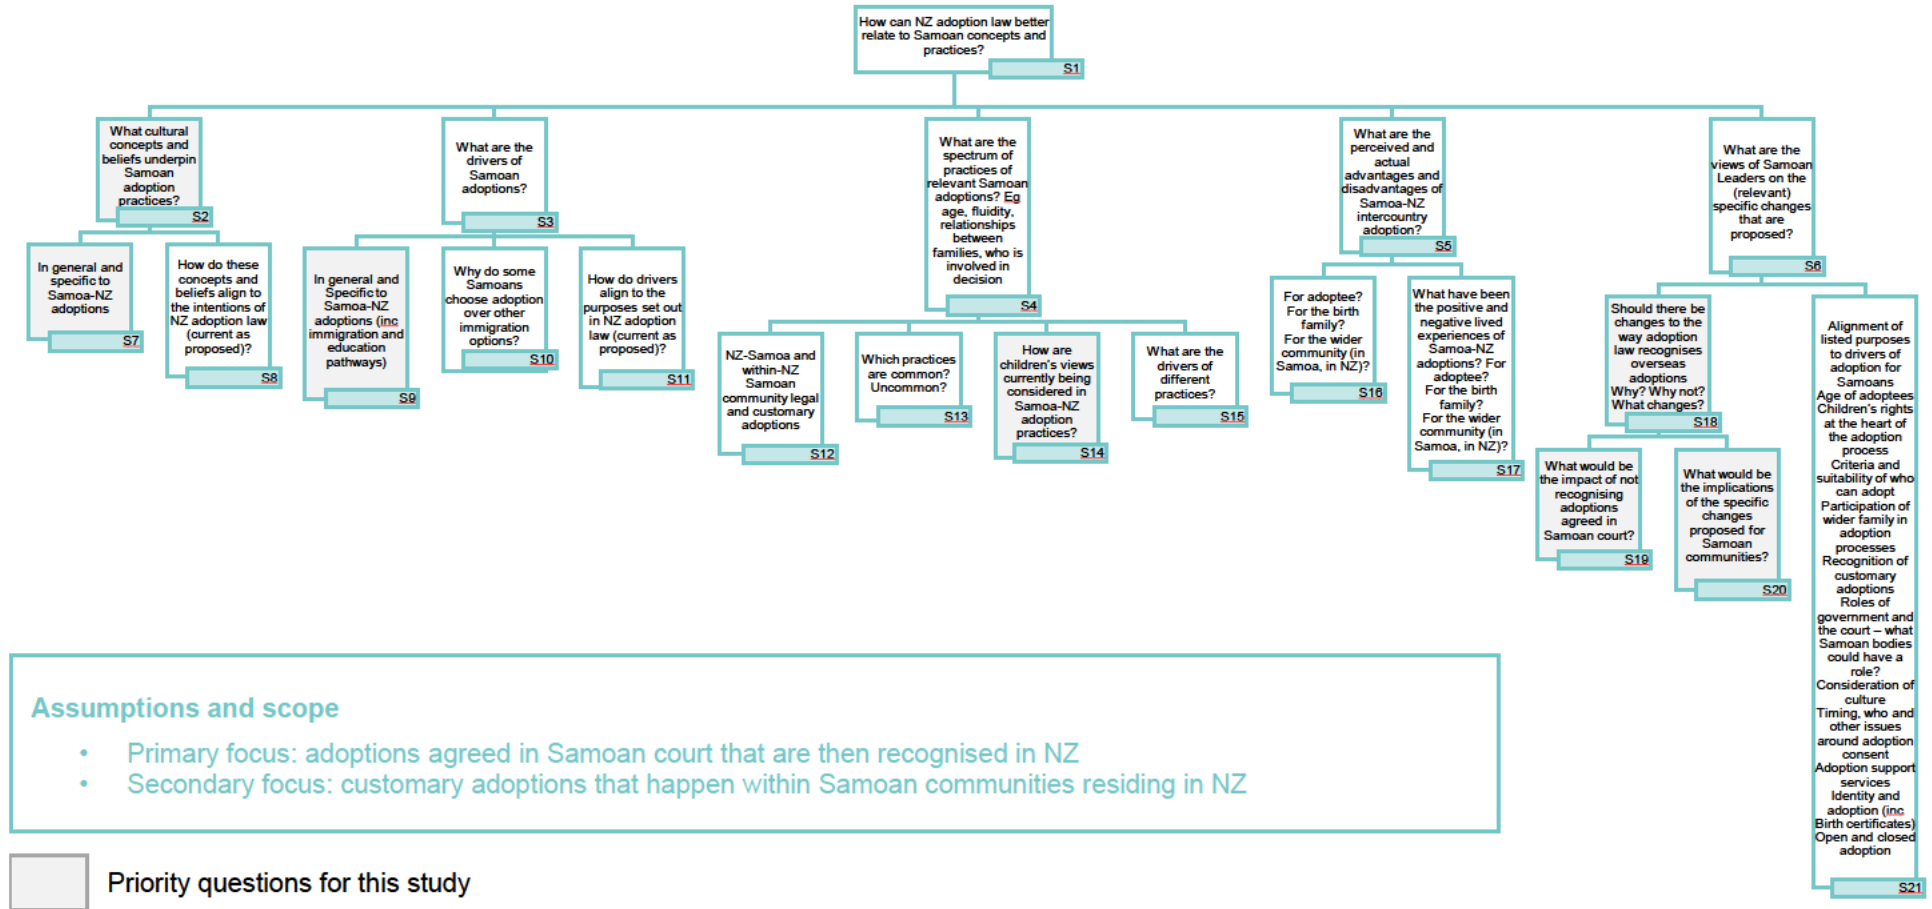 How can NZ adoption law better
relate to Samoan concepts and
practices?
S1
What cultural
concepts and
beliefs underpin
Samoan
adoption
practices?
S2
What are the
drivers of
Samoan
adoptions?
S3
What are the
spectrum of
practices of
relevant Samoan
adoptions? Eg
age, fluidity,
relationships
between
families, who is
involved in
decision
S4
What are the
perceived and
actual
advantages and
disadvantages of
Samoa-NZ
intercountry
adoption?
S5
What are the
views of Samoan
Leaders on the
(relevant)
specific changes
that are
proposed?
S6
In general and
specific to
Samoa-NZ
adoptions
S7
How do these
concepts and
beliefs align to
the intentions of
NZ adoption law
(current as
proposed)?
S8
In general and
Specific to
Samoa-NZ
adoptions (inc
immigration and
education
pathways)
S9
Why do some
Samoans
choose adoption
over other
immigration
options?
S10
How do drivers
align to the
purposes set out
in NZ adoption
law (current as
proposed)?
S11
NZ-Samoa and
within-NZ
Samoan
community legal
and customary
adoptions
S12
Which practices
are common?
Uncommon?
S13
How are
children's views
currently being
considered in
Samoa-NZ
adoption
practices?
S14
What are the
drivers of
different
practices?
S15
For adoptee?
For the birth
family?
For the wider
community (in
Samoa, in NZ)?
S16
What have been
the positive and
negative lived
experiences of
Samoa-NZ
adoptions? For
adoptee?
For the birth
family?
For the wider
community (in
Samoa, in NZ)?
S17
Should there be
changes to the
way adoption
law recognises
overseas
adoptions
Why? Why not?
What changes?
S18
What would be
the impact of not
recognising
adoptions
agreed in
Samoan court?
S19
What would be
the implications
of the specific
changes
proposed for
Samoan
communities?
S20
Alignment of
listed purposes
to drivers of
adoption for
Samoans
Age of adoptees
Children's rights
at the heart of
the adoption
process
Criteria and
suitability of who
can adopt
Participation of
wider family in
adoption
processes
Recognition of
customary
adoptions
Roles of
government and
the court – what
Samoan bodies
could have a
role?
Consideration of
culture
Timing, who and
other issues
around adoption
consent
Adoption support
services
Identity and
adoption (inc
Birth certificates)
Open and closed
adoption
S21
Assumptions and scope
• Primary focus: adoptions agreed in Samoan court that are then recognised in NZ
• Secondary focus: customary adoptions that happen within Samoan communities residing in NZ
Priority questions for this study